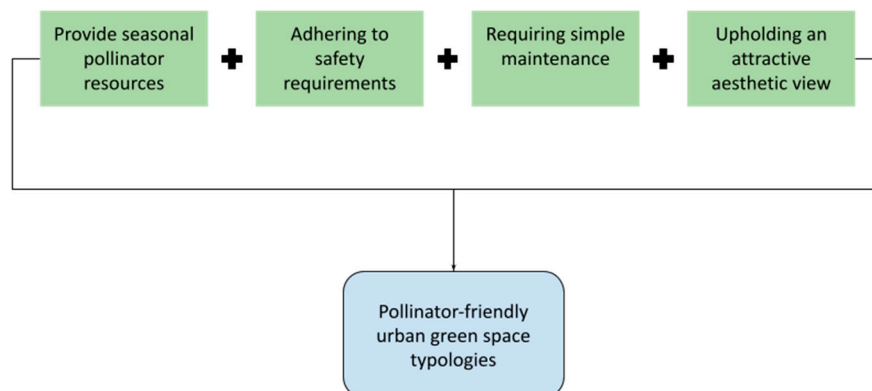 Provide seasonal
pollinator
resources
Adhering to
safety
requirements
Requiring simple
maintenance
Upholding an
attractive
aesthetic view
Pollinator-friendly
urban green space
typologies